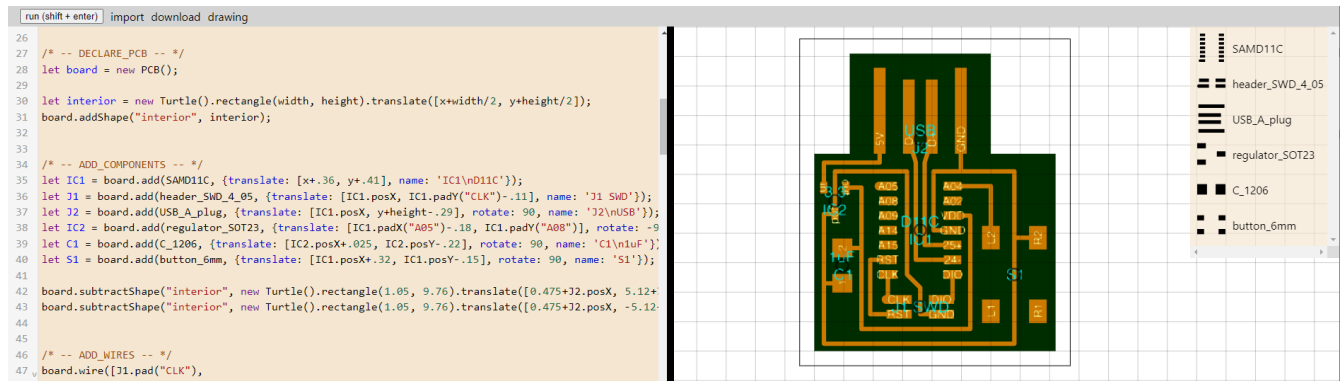 run (shift + enter) import download drawing
26
27 /* -- DECLARE_PCB -- */
28 let board = new PCB();
29
30 let interior = new Turtle().rectangle(width, height).translate([x+width/2, y+height/2]);
31 board.addShape("interior", interior);
32
33
34 /* -- ADD_COMPONENTS -- */
35 let IC1 = board.add(SAMD11C, {translate: [x+.36, y+.41], name: 'IC1\nD11C'});
36 let J1 = board.add(header_SWD_4_05, {translate: [IC1.posX, IC1.padY("CLK")-.11], name: 'J1 SWD'});
37 let J2 = board.add(USB_A_plug, {translate: [IC1.posX, y+height-.29], rotate: 90, name: 'J2\nUSB'});
38 let IC2 = board.add(regulator_SOT23, {translate: [IC1.padX("A05")-.18, IC1.padY("A08")], rotate: -9
39 let C1 = board.add(C_1206, {translate: [IC2.posX+.025, IC2.posY-.22], rotate: 90, name: 'C1\n1uF'})
40 let S1 = board.add(button_6mm, {translate: [IC1.posX+.32, IC1.posY-.15], rotate: 90, name: 'S1'});
41
42 board.subtractShape("interior", new Turtle().rectangle(1.05, 9.76).translate([0.475+J2.posX, 5.12+
43 board.subtractShape("interior", new Turtle().rectangle(1.05, 9.76).translate([0.475+J2.posX, -5.12
44
45
46 /* -- ADD_WIRES -- */
47 board.wire([J1.pad("CLK"),
5V
USB
J2
GND
A05 A04
A08 A02
A09 VDD
A14 GND
A15 25+
RST 24-
CLK DIO
D11C
IC1
IC2
1uF
C1
L2
R2
S1
CLK DIO
RST GND
J1 SWD
L1
R1
SAMD11C
header_SWD_4_05
USB_A_plug
regulator_SOT23
C_1206
button_6mm